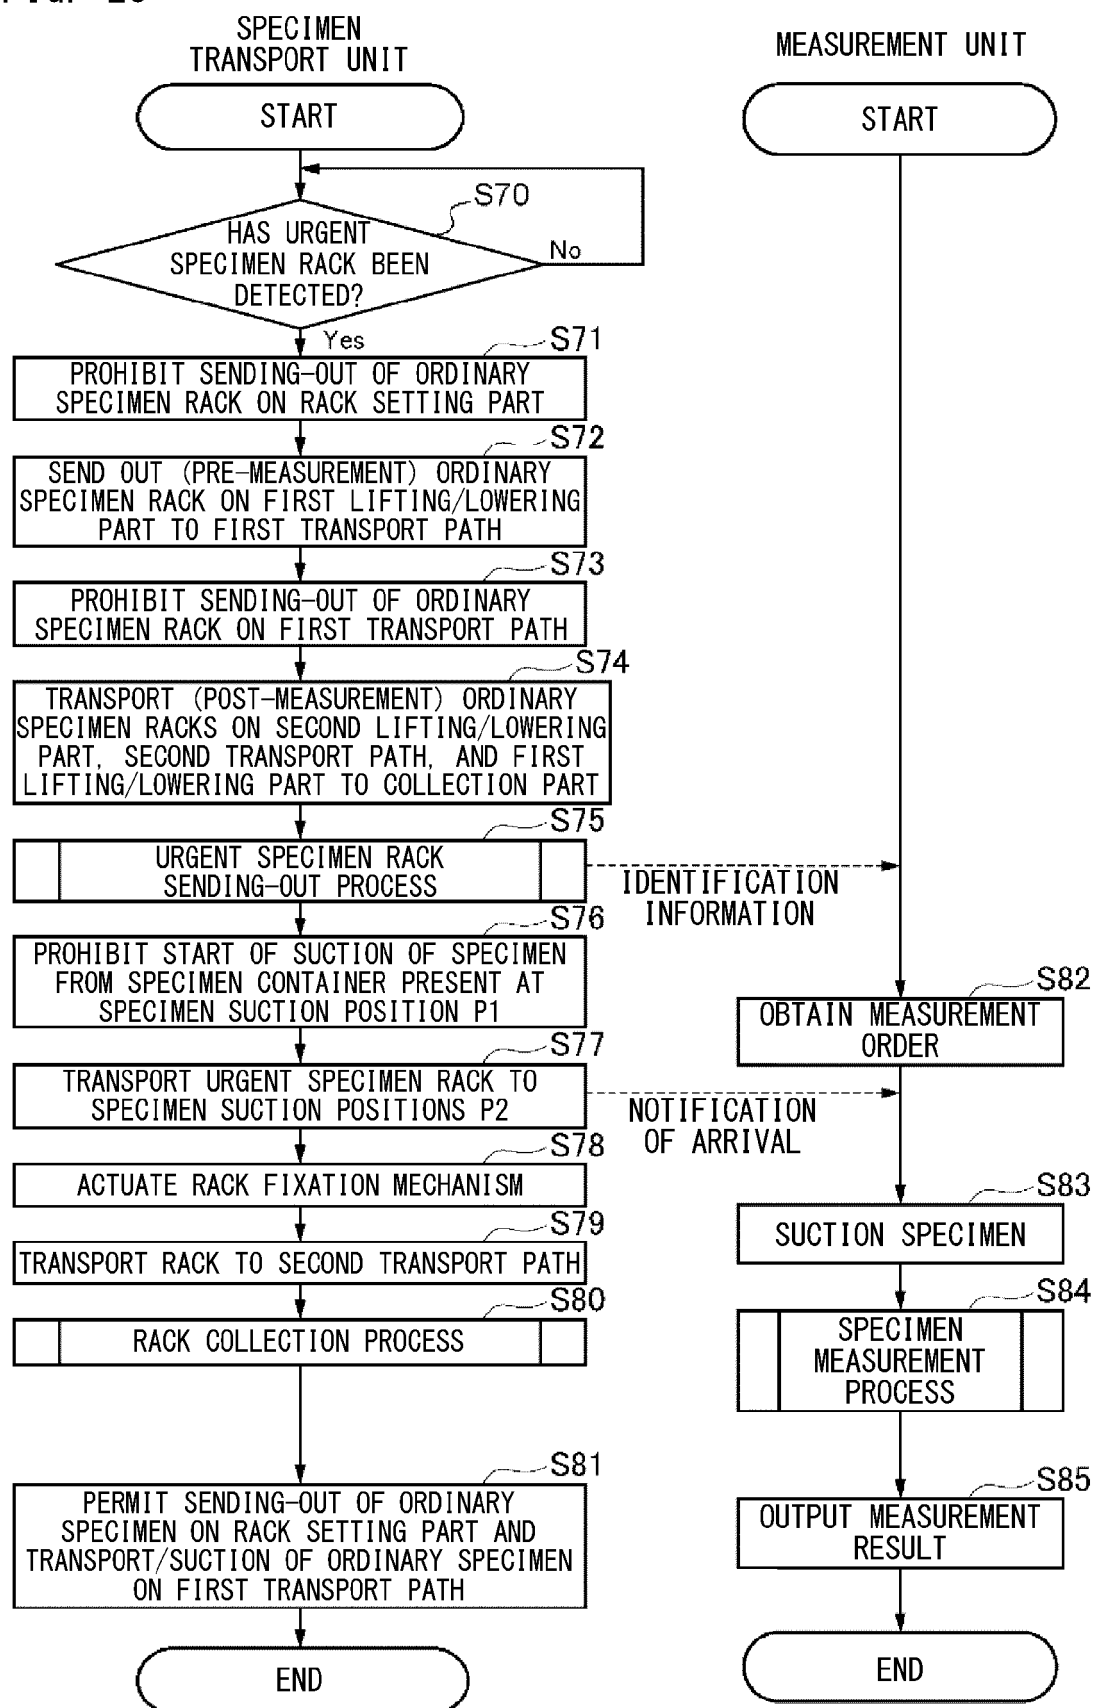 SPECIMEN
TRANSPORT UNIT
START
S70
HAS URGENT
SPECIMEN RACK BEEN
DETECTED?
No
Yes
S71
PROHIBIT SENDING-OUT OF ORDINARY
SPECIMEN RACK ON RACK SETTING PART
S72
SEND OUT (PRE-MEASUREMENT) ORDINARY
SPECIMEN RACK ON FIRST LIFTING/LOWERING
PART TO FIRST TRANSPORT PATH
S73
PROHIBIT SENDING-OUT OF ORDINARY
SPECIMEN RACK ON FIRST TRANSPORT PATH
S74
TRANSPORT (POST-MEASUREMENT) ORDINARY
SPECIMEN RACKS ON SECOND LIFTING/LOWERING
PART, SECOND TRANSPORT PATH, AND FIRST
LIFTING/LOWERING PART TO COLLECTION PART
S75
URGENT SPECIMEN RACK
SENDING-OUT PROCESS
IDENTIFICATION
INFORMATION
S76
PROHIBIT START OF SUCTION OF SPECIMEN
FROM SPECIMEN CONTAINER PRESENT AT
SPECIMEN SUCTION POSITION P1
S77
TRANSPORT URGENT SPECIMEN RACK TO
SPECIMEN SUCTION POSITIONS P2
NOTIFICATION
OF ARRIVAL
S78
ACTUATE RACK FIXATION MECHANISM
S79
TRANSPORT RACK TO SECOND TRANSPORT PATH
S80
RACK COLLECTION PROCESS
S81
PERMIT SENDING-OUT OF ORDINARY
SPECIMEN ON RACK SETTING PART AND
TRANSPORT/SUCTION OF ORDINARY SPECIMEN
ON FIRST TRANSPORT PATH
END
MEASUREMENT UNIT
START
S82
OBTAIN MEASUREMENT
ORDER
S83
SUCTION SPECIMEN
S84
SPECIMEN
MEASUREMENT
PROCESS
S85
OUTPUT MEASUREMENT
RESULT
END